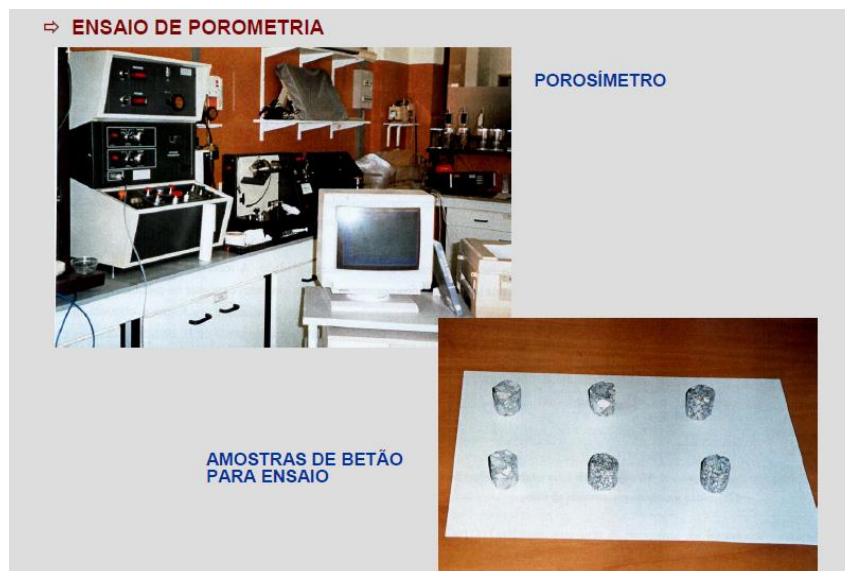 ⇨ ENSAIO DE POROMETRIA
POROSÍMETRO
AMOSTRAS DE BETÃO
PARA ENSAIO